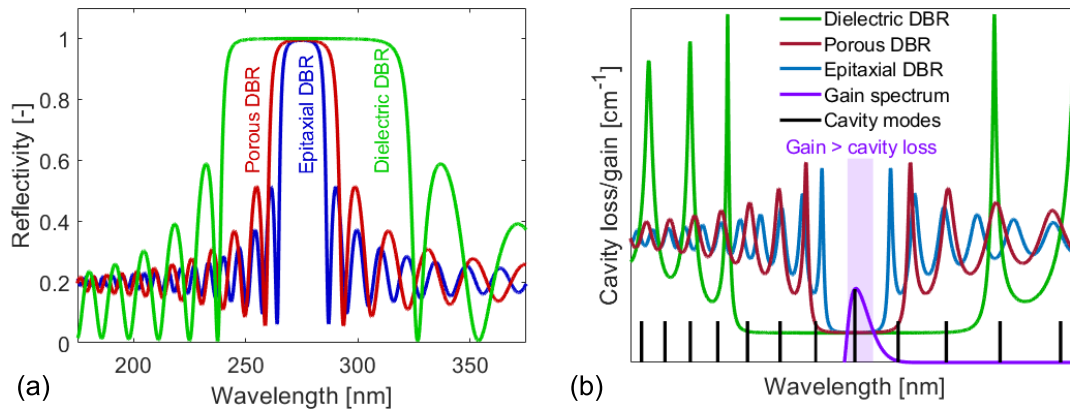 1
0.8
0.6
0.4
0.2
0
Reflectivity [-]
Porous DBR
Epitaxial DBR
Dielectric DBR
200
250
300
350
Wavelength [nm]
(a)
Cavity loss/gain [cm-1]
Dielectric DBR
Porous DBR
Epitaxial DBR
Gain spectrum
Cavity modes
Gain > cavity loss
Wavelength [nm]
(b)